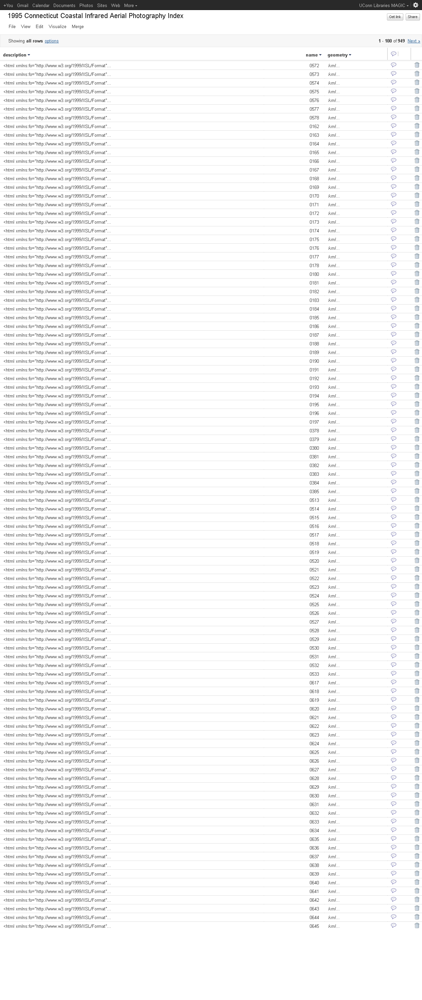 +You Gmail Calendar Documents Photos Sites Web More UConn Libraries MAGIC
1995 Connecticut Coastal Infrared Aerial Photography Index Get link Share
File View Edit Visualize Merge
Showing all rows options 1 - 100 of 949 Next »
description name geometry
<html xmlns:fo="http://www.w3.org/1999/XSL/Format"... 0572 kml...
<html xmlns:fo="http://www.w3.org/1999/XSL/Format"... 0573 kml...
<html xmlns:fo="http://www.w3.org/1999/XSL/Format"... 0574 kml...
<html xmlns:fo="http://www.w3.org/1999/XSL/Format"... 0575 kml...
<html xmlns:fo="http://www.w3.org/1999/XSL/Format"... 0576 kml...
<html xmlns:fo="http://www.w3.org/1999/XSL/Format"... 0577 kml...
<html xmlns:fo="http://www.w3.org/1999/XSL/Format"... 0578 kml...
<html xmlns:fo="http://www.w3.org/1999/XSL/Format"... 0162 kml...
<html xmlns:fo="http://www.w3.org/1999/XSL/Format"... 0163 kml...
<html xmlns:fo="http://www.w3.org/1999/XSL/Format"... 0164 kml...
<html xmlns:fo="http://www.w3.org/1999/XSL/Format"... 0165 kml...
<html xmlns:fo="http://www.w3.org/1999/XSL/Format"... 0166 kml...
<html xmlns:fo="http://www.w3.org/1999/XSL/Format"... 0167 kml...
<html xmlns:fo="http://www.w3.org/1999/XSL/Format"... 0168 kml...
<html xmlns:fo="http://www.w3.org/1999/XSL/Format"... 0169 kml...
<html xmlns:fo="http://www.w3.org/1999/XSL/Format"... 0170 kml...
<html xmlns:fo="http://www.w3.org/1999/XSL/Format"... 0171 kml...
<html xmlns:fo="http://www.w3.org/1999/XSL/Format"... 0172 kml...
<html xmlns:fo="http://www.w3.org/1999/XSL/Format"... 0173 kml...
<html xmlns:fo="http://www.w3.org/1999/XSL/Format"... 0174 kml...
<html xmlns:fo="http://www.w3.org/1999/XSL/Format"... 0175 kml...
<html xmlns:fo="http://www.w3.org/1999/XSL/Format"... 0176 kml...
<html xmlns:fo="http://www.w3.org/1999/XSL/Format"... 0177 kml...
<html xmlns:fo="http://www.w3.org/1999/XSL/Format"... 0178 kml...
<html xmlns:fo="http://www.w3.org/1999/XSL/Format"... 0180 kml...
<html xmlns:fo="http://www.w3.org/1999/XSL/Format"... 0181 kml...
<html xmlns:fo="http://www.w3.org/1999/XSL/Format"... 0182 kml...
<html xmlns:fo="http://www.w3.org/1999/XSL/Format"... 0183 kml...
<html xmlns:fo="http://www.w3.org/1999/XSL/Format"... 0184 kml...
<html xmlns:fo="http://www.w3.org/1999/XSL/Format"... 0185 kml...
<html xmlns:fo="http://www.w3.org/1999/XSL/Format"... 0186 kml...
<html xmlns:fo="http://www.w3.org/1999/XSL/Format"... 0187 kml...
<html xmlns:fo="http://www.w3.org/1999/XSL/Format"... 0188 kml...
<html xmlns:fo="http://www.w3.org/1999/XSL/Format"... 0189 kml...
<html xmlns:fo="http://www.w3.org/1999/XSL/Format"... 0190 kml...
<html xmlns:fo="http://www.w3.org/1999/XSL/Format"... 0191 kml...
<html xmlns:fo="http://www.w3.org/1999/XSL/Format"... 0192 kml...
<html xmlns:fo="http://www.w3.org/1999/XSL/Format"... 0193 kml...
<html xmlns:fo="http://www.w3.org/1999/XSL/Format"... 0194 kml...
<html xmlns:fo="http://www.w3.org/1999/XSL/Format"... 0195 kml...
<html xmlns:fo="http://www.w3.org/1999/XSL/Format"... 0196 kml...
<html xmlns:fo="http://www.w3.org/1999/XSL/Format"... 0197 kml...
<html xmlns:fo="http://www.w3.org/1999/XSL/Format"... 0378 kml...
<html xmlns:fo="http://www.w3.org/1999/XSL/Format"... 0379 kml...
<html xmlns:fo="http://www.w3.org/1999/XSL/Format"... 0380 kml...
<html xmlns:fo="http://www.w3.org/1999/XSL/Format"... 0381 kml...
<html xmlns:fo="http://www.w3.org/1999/XSL/Format"... 0382 kml...
<html xmlns:fo="http://www.w3.org/1999/XSL/Format"... 0383 kml...
<html xmlns:fo="http://www.w3.org/1999/XSL/Format"... 0384 kml...
<html xmlns:fo="http://www.w3.org/1999/XSL/Format"... 0385 kml...
<html xmlns:fo="http://www.w3.org/1999/XSL/Format"... 0513 kml...
<html xmlns:fo="http://www.w3.org/1999/XSL/Format"... 0514 kml...
<html xmlns:fo="http://www.w3.org/1999/XSL/Format"... 0515 kml...
<html xmlns:fo="http://www.w3.org/1999/XSL/Format"... 0516 kml...
<html xmlns:fo="http://www.w3.org/1999/XSL/Format"... 0517 kml...
<html xmlns:fo="http://www.w3.org/1999/XSL/Format"... 0518 kml...
<html xmlns:fo="http://www.w3.org/1999/XSL/Format"... 0519 kml...
<html xmlns:fo="http://www.w3.org/1999/XSL/Format"... 0520 kml...
<html xmlns:fo="http://www.w3.org/1999/XSL/Format"... 0521 kml...
<html xmlns:fo="http://www.w3.org/1999/XSL/Format"... 0522 kml...
<html xmlns:fo="http://www.w3.org/1999/XSL/Format"... 0523 kml...
<html xmlns:fo="http://www.w3.org/1999/XSL/Format"... 0524 kml...
<html xmlns:fo="http://www.w3.org/1999/XSL/Format"... 0525 kml...
<html xmlns:fo="http://www.w3.org/1999/XSL/Format"... 0526 kml...
<html xmlns:fo="http://www.w3.org/1999/XSL/Format"... 0527 kml...
<html xmlns:fo="http://www.w3.org/1999/XSL/Format"... 0528 kml...
<html xmlns:fo="http://www.w3.org/1999/XSL/Format"... 0529 kml...
<html xmlns:fo="http://www.w3.org/1999/XSL/Format"... 0530 kml...
<html xmlns:fo="http://www.w3.org/1999/XSL/Format"... 0531 kml...
<html xmlns:fo="http://www.w3.org/1999/XSL/Format"... 0532 kml...
<html xmlns:fo="http://www.w3.org/1999/XSL/Format"... 0533 kml...
<html xmlns:fo="http://www.w3.org/1999/XSL/Format"... 0617 kml...
<html xmlns:fo="http://www.w3.org/1999/XSL/Format"... 0618 kml...
<html xmlns:fo="http://www.w3.org/1999/XSL/Format"... 0619 kml...
<html xmlns:fo="http://www.w3.org/1999/XSL/Format"... 0620 kml...
<html xmlns:fo="http://www.w3.org/1999/XSL/Format"... 0621 kml...
<html xmlns:fo="http://www.w3.org/1999/XSL/Format"... 0622 kml...
<html xmlns:fo="http://www.w3.org/1999/XSL/Format"... 0623 kml...
<html xmlns:fo="http://www.w3.org/1999/XSL/Format"... 0624 kml...
<html xmlns:fo="http://www.w3.org/1999/XSL/Format"... 0625 kml...
<html xmlns:fo="http://www.w3.org/1999/XSL/Format"... 0626 kml...
<html xmlns:fo="http://www.w3.org/1999/XSL/Format"... 0627 kml...
<html xmlns:fo="http://www.w3.org/1999/XSL/Format"... 0628 kml...
<html xmlns:fo="http://www.w3.org/1999/XSL/Format"... 0629 kml...
<html xmlns:fo="http://www.w3.org/1999/XSL/Format"... 0630 kml...
<html xmlns:fo="http://www.w3.org/1999/XSL/Format"... 0631 kml...
<html xmlns:fo="http://www.w3.org/1999/XSL/Format"... 0632 kml...
<html xmlns:fo="http://www.w3.org/1999/XSL/Format"... 0633 kml...
<html xmlns:fo="http://www.w3.org/1999/XSL/Format"... 0634 kml...
<html xmlns:fo="http://www.w3.org/1999/XSL/Format"... 0635 kml...
<html xmlns:fo="http://www.w3.org/1999/XSL/Format"... 0636 kml...
<html xmlns:fo="http://www.w3.org/1999/XSL/Format"... 0637 kml...
<html xmlns:fo="http://www.w3.org/1999/XSL/Format"... 0638 kml...
<html xmlns:fo="http://www.w3.org/1999/XSL/Format"... 0639 kml...
<html xmlns:fo="http://www.w3.org/1999/XSL/Format"... 0640 kml...
<html xmlns:fo="http://www.w3.org/1999/XSL/Format"... 0641 kml...
<html xmlns:fo="http://www.w3.org/1999/XSL/Format"... 0642 kml...
<html xmlns:fo="http://www.w3.org/1999/XSL/Format"... 0643 kml...
<html xmlns:fo="http://www.w3.org/1999/XSL/Format"... 0644 kml...
<html xmlns:fo="http://www.w3.org/1999/XSL/Format"... 0645 kml...